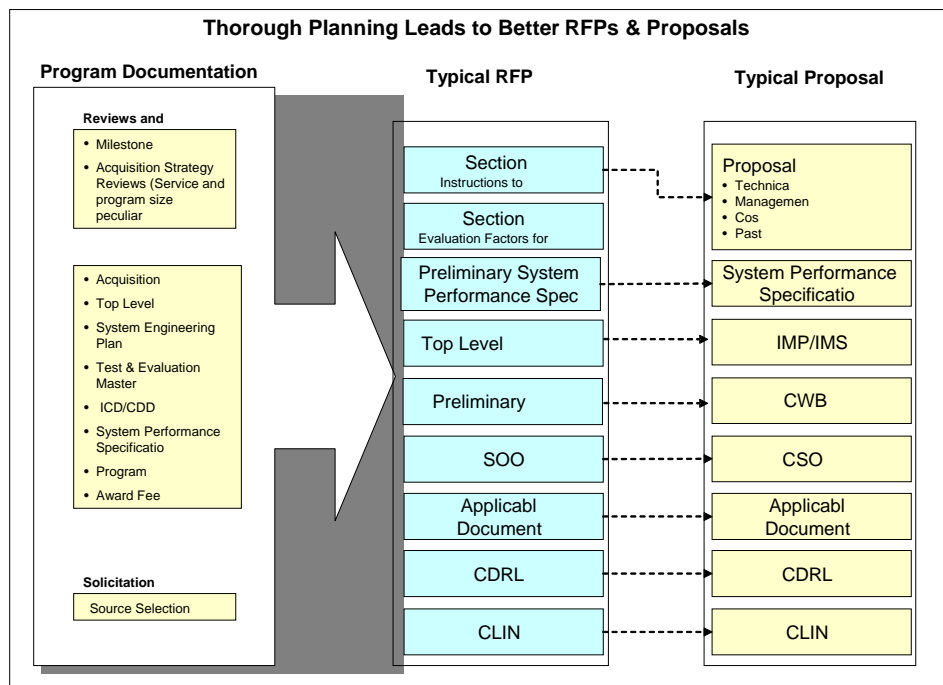 Thorough Planning Leads to Better RFPs & Proposals
Program Documentation
Reviews and
• Milestone
• Acquisition Strategy
Reviews (Service and
program size
peculiar
• Acquisition
• Top Level
• System Engineering
Plan
• Test & Evaluation
Master
• ICD/CDD
• System Performance
Specificatio
• Program
• Award Fee
Solicitation
Source Selection
Typical RFP
Section
Instructions to
Section
Evaluation Factors for
Preliminary System
Performance Spec
Top Level
Preliminary
SOO
Applicabl
Document
CDRL
CLIN
Typical Proposal
Proposal
• Technica
• Managemen
• Cos
• Past
System Performance
Specificatio
IMP/IMS
CWB
CSO
Applicabl
Document
CDRL
CLIN